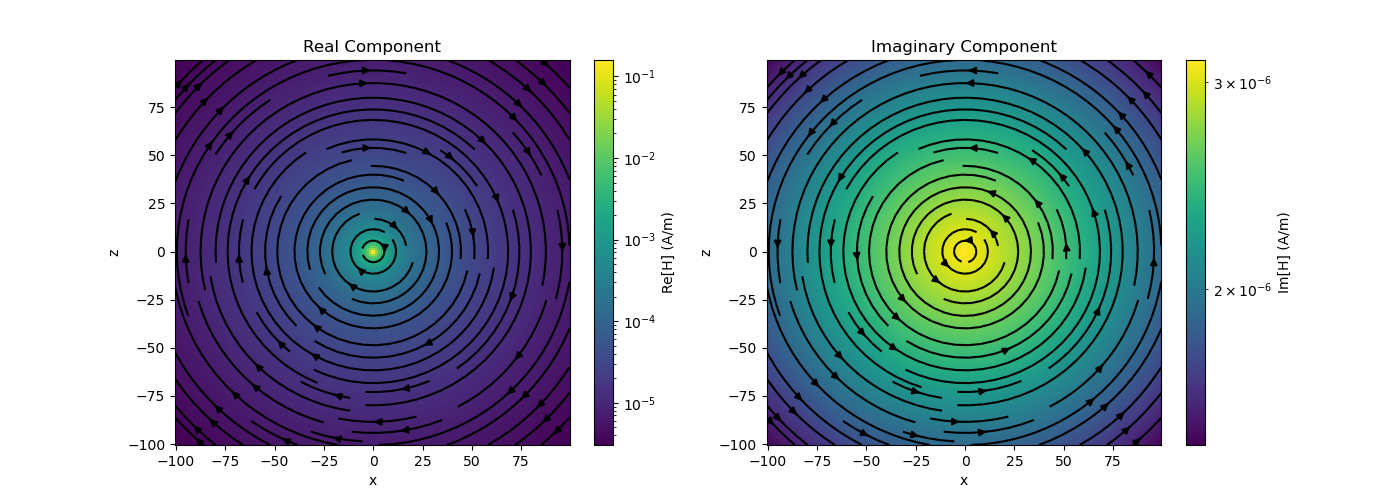 Real Component
Imaginary Component
z
75
50
25
0
−25
−50
−75
−100
−100 −75 −50 −25 0 25 50 75
x
10⁻¹
10⁻²
10⁻³
10⁻⁴
10⁻⁵
Re[H] (A/m)
z
75
50
25
0
−25
−50
−75
−100
−100 −75 −50 −25 0 25 50 75
x
3 × 10⁻⁶
2 × 10⁻⁶
Im[H] (A/m)